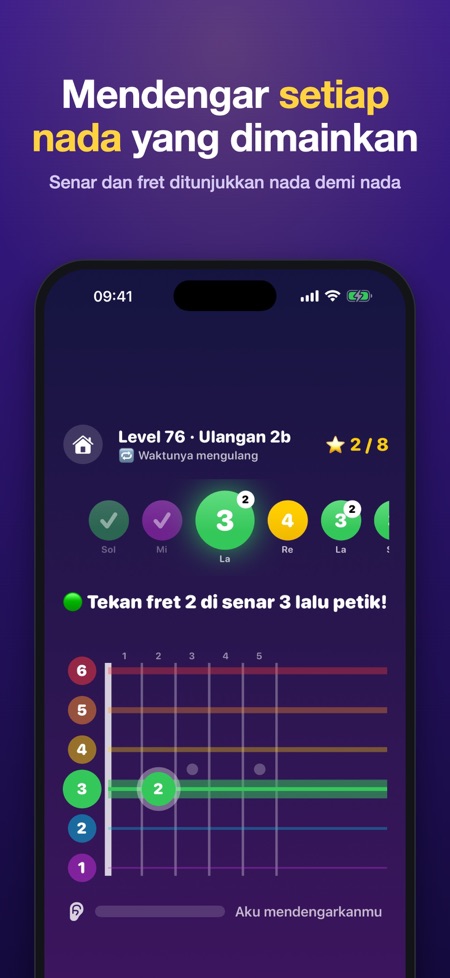 Mendengar setiap
nada yang dimainkan
Senar dan fret ditunjukkan nada demi nada
09:41
Level 76 · Ulangan 2b
Waktunya mengulang
2 / 8
3 2 4 3 2
Sol Mi La Re La
Tekan fret 2 di senar 3 lalu petik!
1 2 3 4 5
6
5
4
3 2
2
1
Aku mendengarkanmu